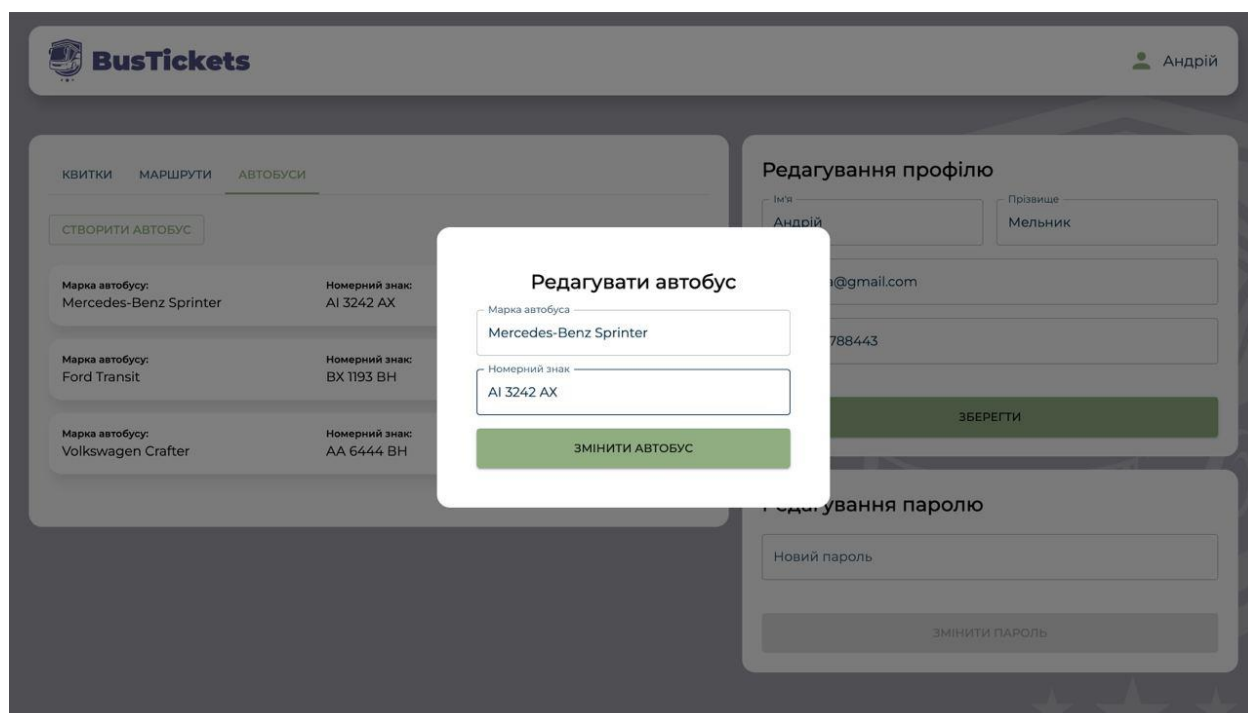 BusTickets
Андрій
КВИТКИ МАРШРУТИ АВТОБУСИ
СТВОРИТИ АВТОБУС
Марка автобусу: Номерний знак:
Mercedes-Benz Sprinter AI 3242 AX
Марка автобусу: Номерний знак:
Ford Transit BX 1193 BH
Марка автобусу: Номерний знак:
Volkswagen Crafter AA 6444 BH
Редагувати автобус
Марка автобуса
Mercedes-Benz Sprinter
Номерний знак
AI 3242 AX
ЗМІНИТИ АВТОБУС
Редагування профілю
Ім'я Прізвище
Андрій Мельник
@gmail.com
788443
ЗБЕРЕГТИ
Редагування паролю
Новий пароль
ЗМІНИТИ ПАРОЛЬ